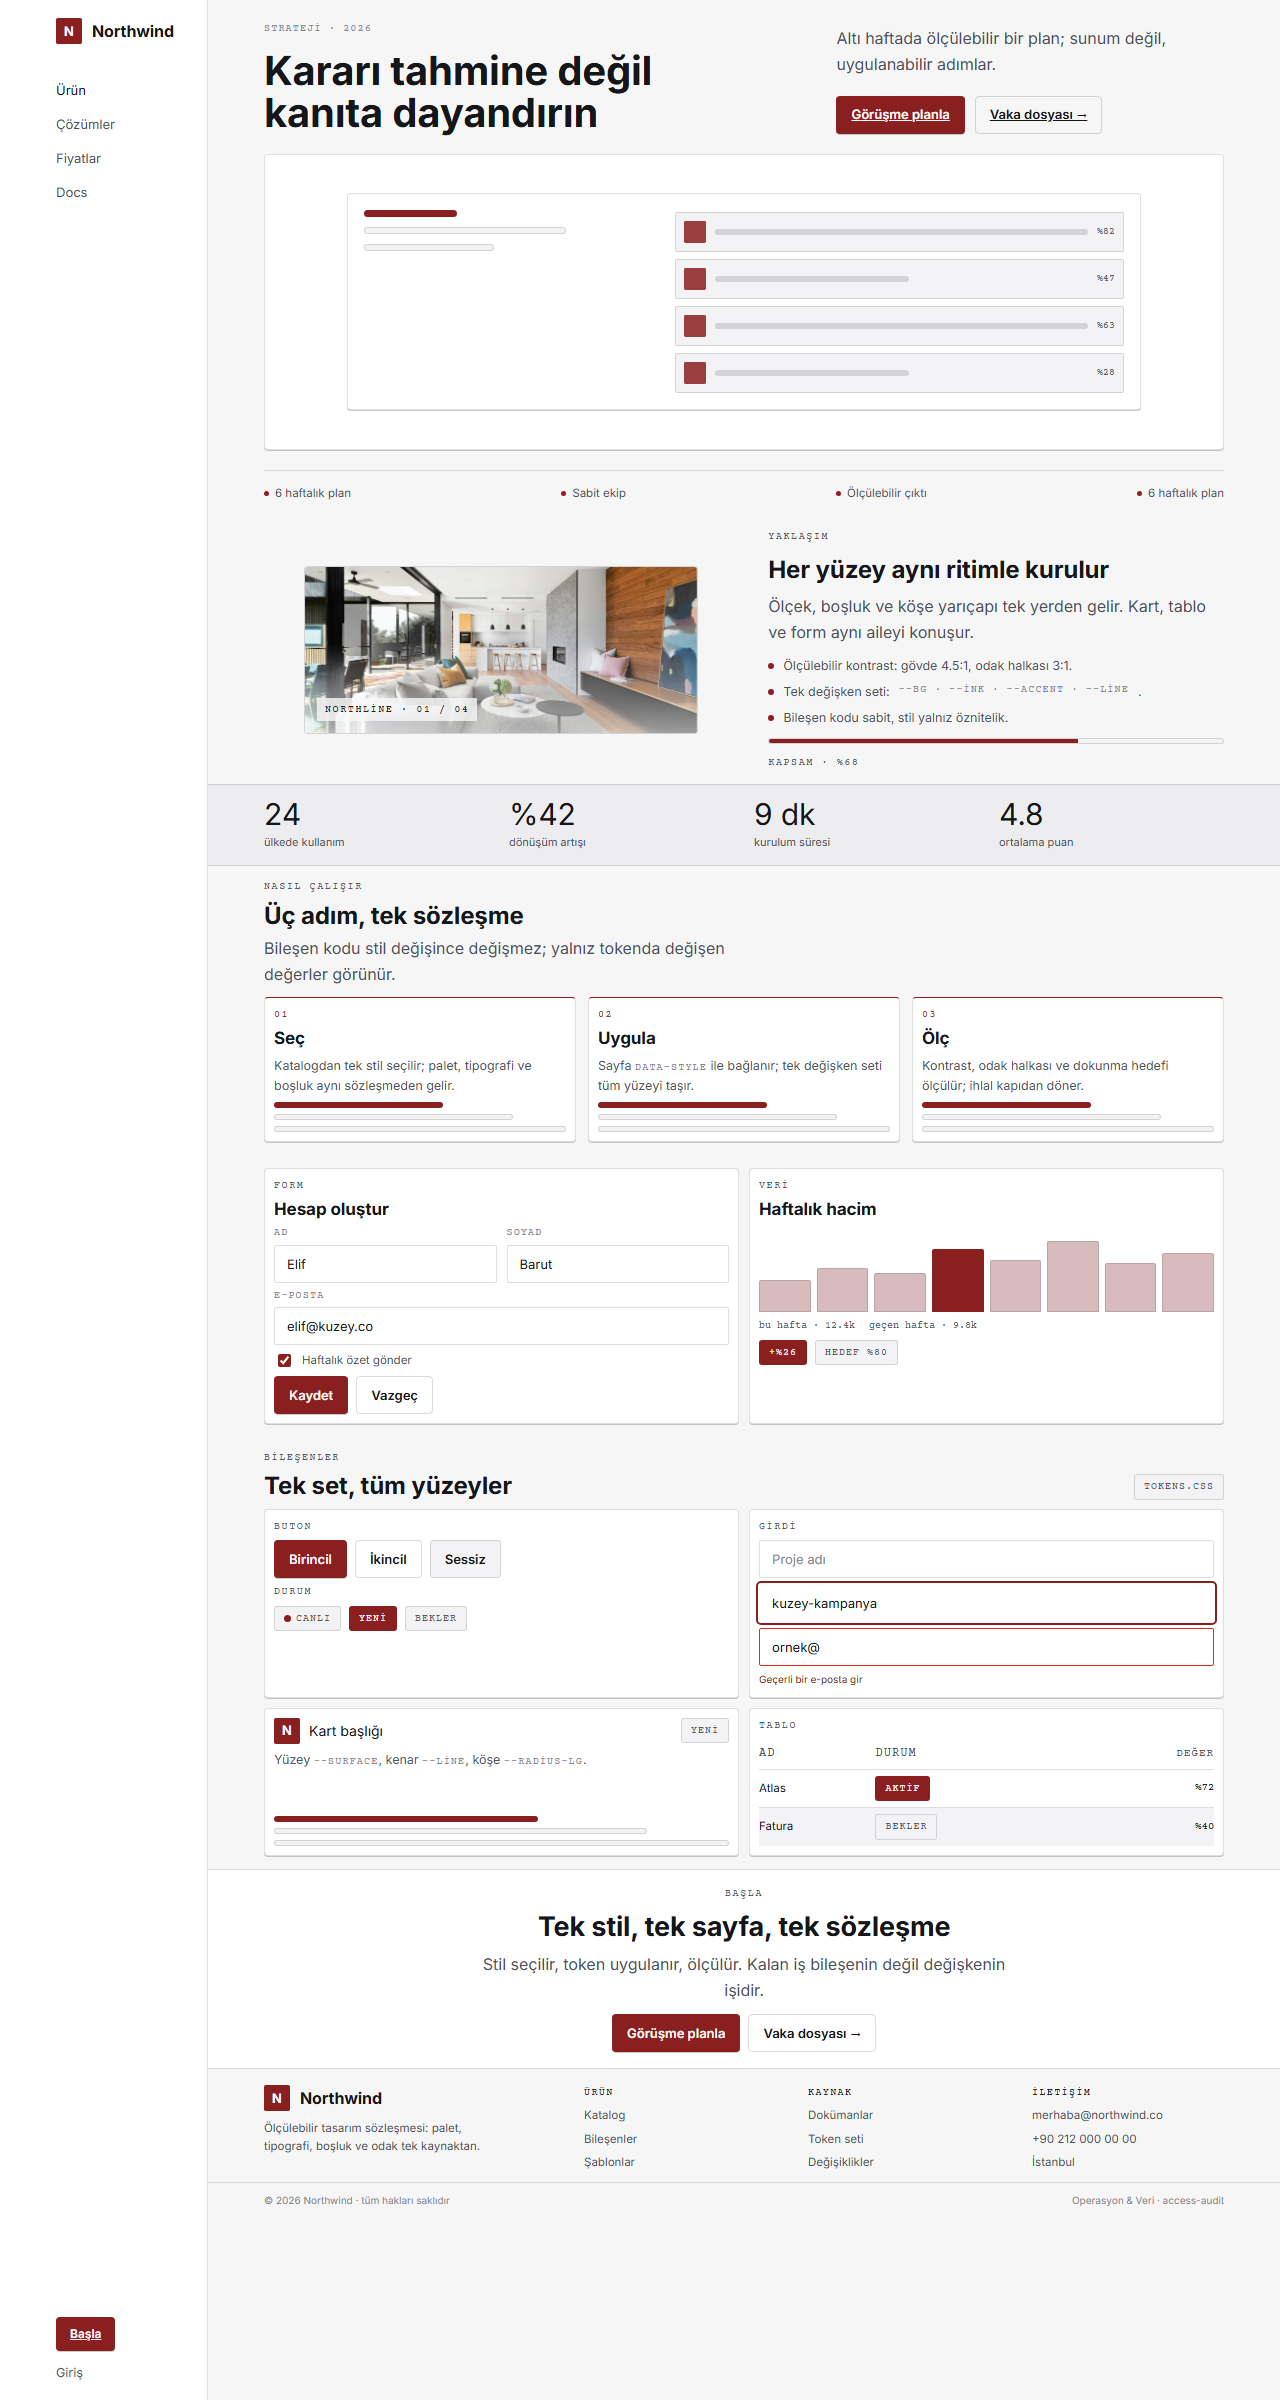 N Northwind
Ürün
Çözümler
Fiyatlar
Docs
STRATEJİ · 2026
Kararı tahmine değil
kanıta dayandırın
Altı haftada ölçülebilir bir plan; sunum değil,
uygulanabilir adımlar.
Görüşme planla
Vaka dosyası →
%82
%47
%63
%28
6 haftalık plan
Sabit ekip
Ölçülebilir çıktı
6 haftalık plan
NORTHLİNE · 01 / 04
YAKLAŞIM
Her yüzey aynı ritimle kurulur
Ölçek, boşluk ve köşe yarıçapı tek yerden gelir. Kart, tablo
ve form aynı aileyi konuşur.
Ölçülebilir kontrast: gövde 4.5:1, odak halkası 3:1.
Tek değişken seti: --BG · --İNK · --ACCENT · --LİNE .
Bileşen kodu sabit, stil yalnız öznitelik.
KAPSAM · %68
24
ülkede kullanım
%42
dönüşüm artışı
9 dk
kurulum süresi
4.8
ortalama puan
NASIL ÇALIŞIR
Üç adım, tek sözleşme
Bileşen kodu stil değişince değişmez; yalnız tokenda değişen
değerler görünür.
01
Seç
Katalogdan tek stil seçilir; palet, tipografi ve
boşluk aynı sözleşmeden gelir.
02
Uygula
Sayfa DATA-STYLE ile bağlanır; tek değişken seti
tüm yüzeyi taşır.
03
Ölç
Kontrast, odak halkası ve dokunma hedefi
ölçülür; ihlal kapıdan döner.
FORM
Hesap oluştur
AD
SOYAD
Elif
Barut
E-POSTA
elif@kuzey.co
Haftalık özet gönder
Kaydet
Vazgeç
VERİ
Haftalık hacim
bu hafta · 12.4k geçen hafta · 9.8k
+%26
HEDEF %80
BİLEŞENLER
Tek set, tüm yüzeyler
TOKENS.CSS
BUTON
Birincil
İkincil
Sessiz
DURUM
CANLI
YENİ
BEKLER
GİRDİ
Proje adı
kuzey-kampanya
ornek@
Geçerli bir e-posta gir
N Kart başlığı
YENİ
Yüzey --SURFACE, kenar --LİNE, köşe --RADİUS-LG.
TABLO
AD DURUM DEĞER
Atlas AKTİF %72
Fatura BEKLER %40
BAŞLA
Tek stil, tek sayfa, tek sözleşme
Stil seçilir, token uygulanır, ölçülür. Kalan iş bileşenin değil değişkenin
işidir.
Görüşme planla
Vaka dosyası →
N Northwind
Ölçülebilir tasarım sözleşmesi: palet,
tipografi, boşluk ve odak tek kaynaktan.
ÜRÜN
Katalog
Bileşenler
Şablonlar
KAYNAK
Dokümanlar
Token seti
Değişiklikler
İLETİŞİM
merhaba@northwind.co
+90 212 000 00 00
İstanbul
© 2026 Northwind · tüm hakları saklıdır
Operasyon & Veri · access-audit
Başla
Giriş